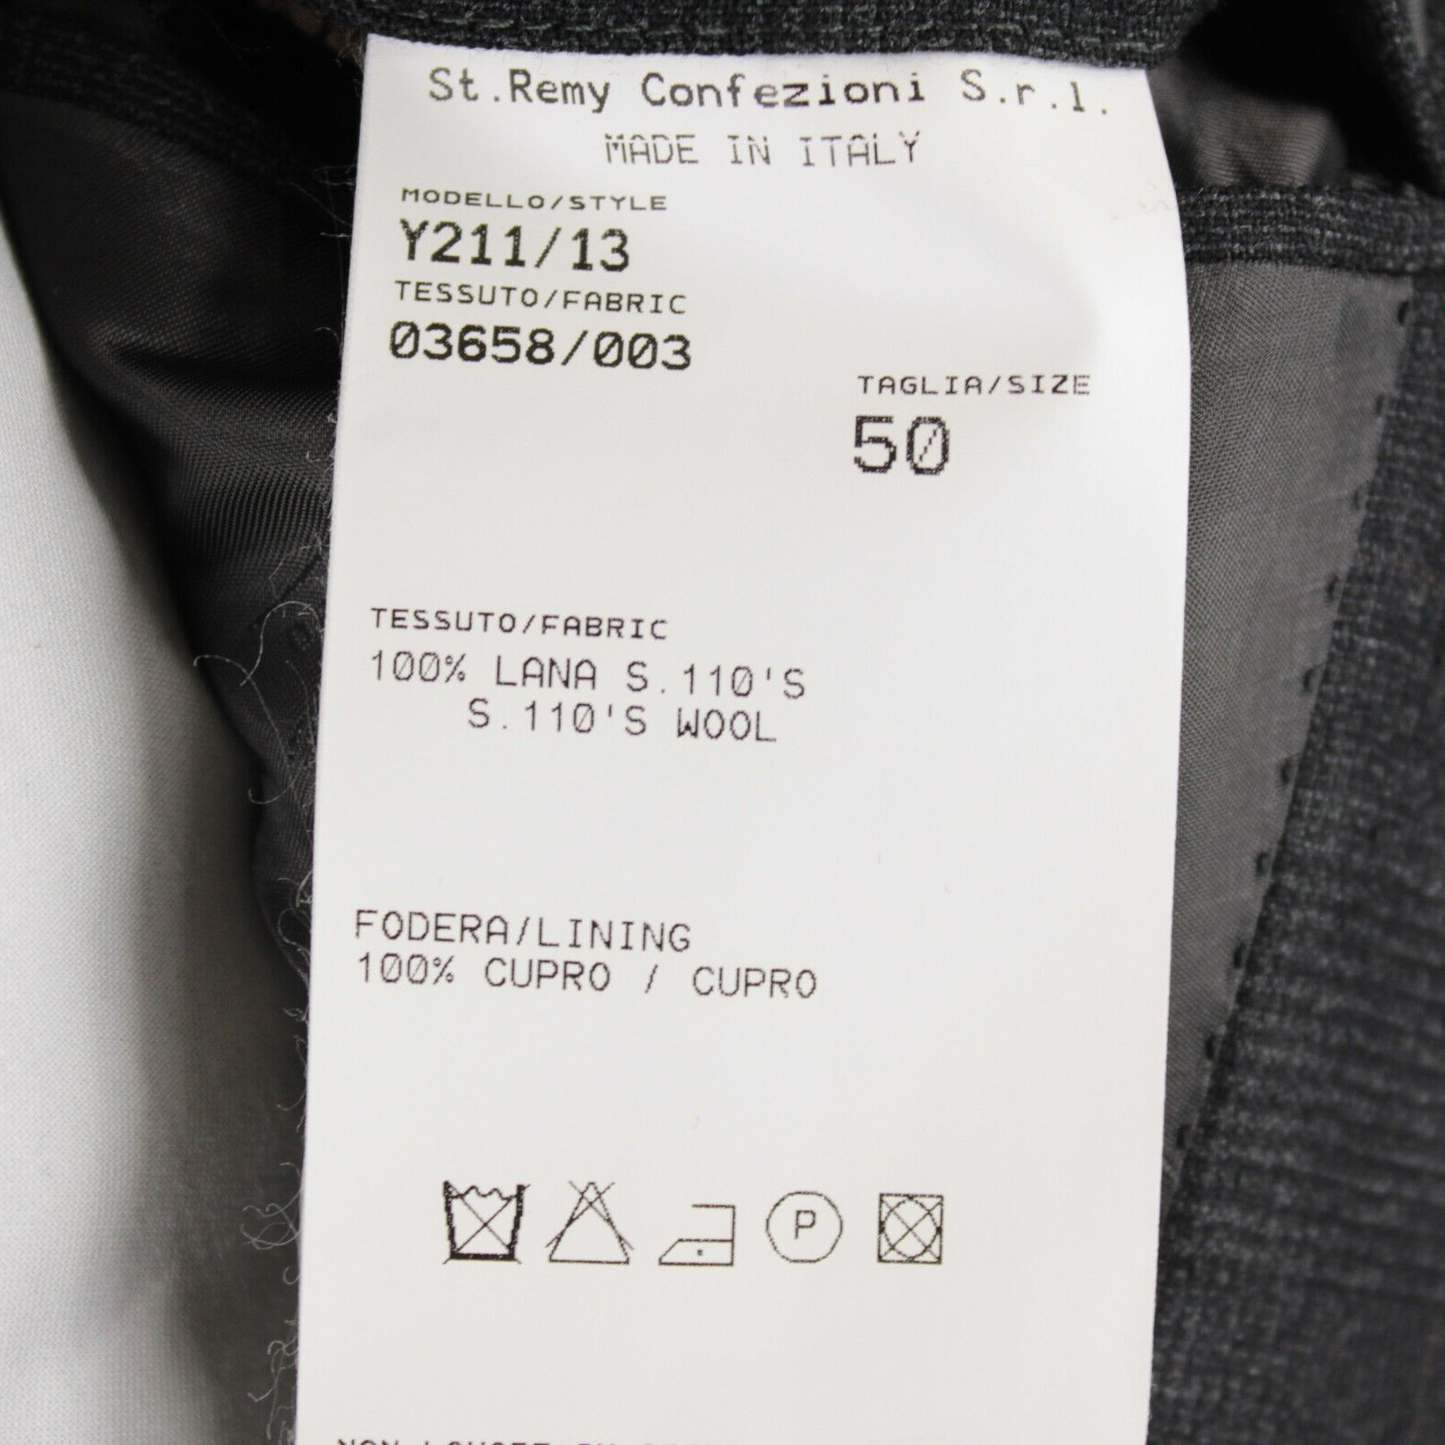 St.Remy Confezioni S.r.l.
MADE IN ITALY
MODELLO/STYLE
Y211/13
TESSUTO/FABRIC
03658/003
TAGLIA/SIZE
50
TESSUTO/FABRIC
100% LANA S.110'S
S.110'S WOOL
FODERA/LINING
100% CUPRO / CUPRO
P